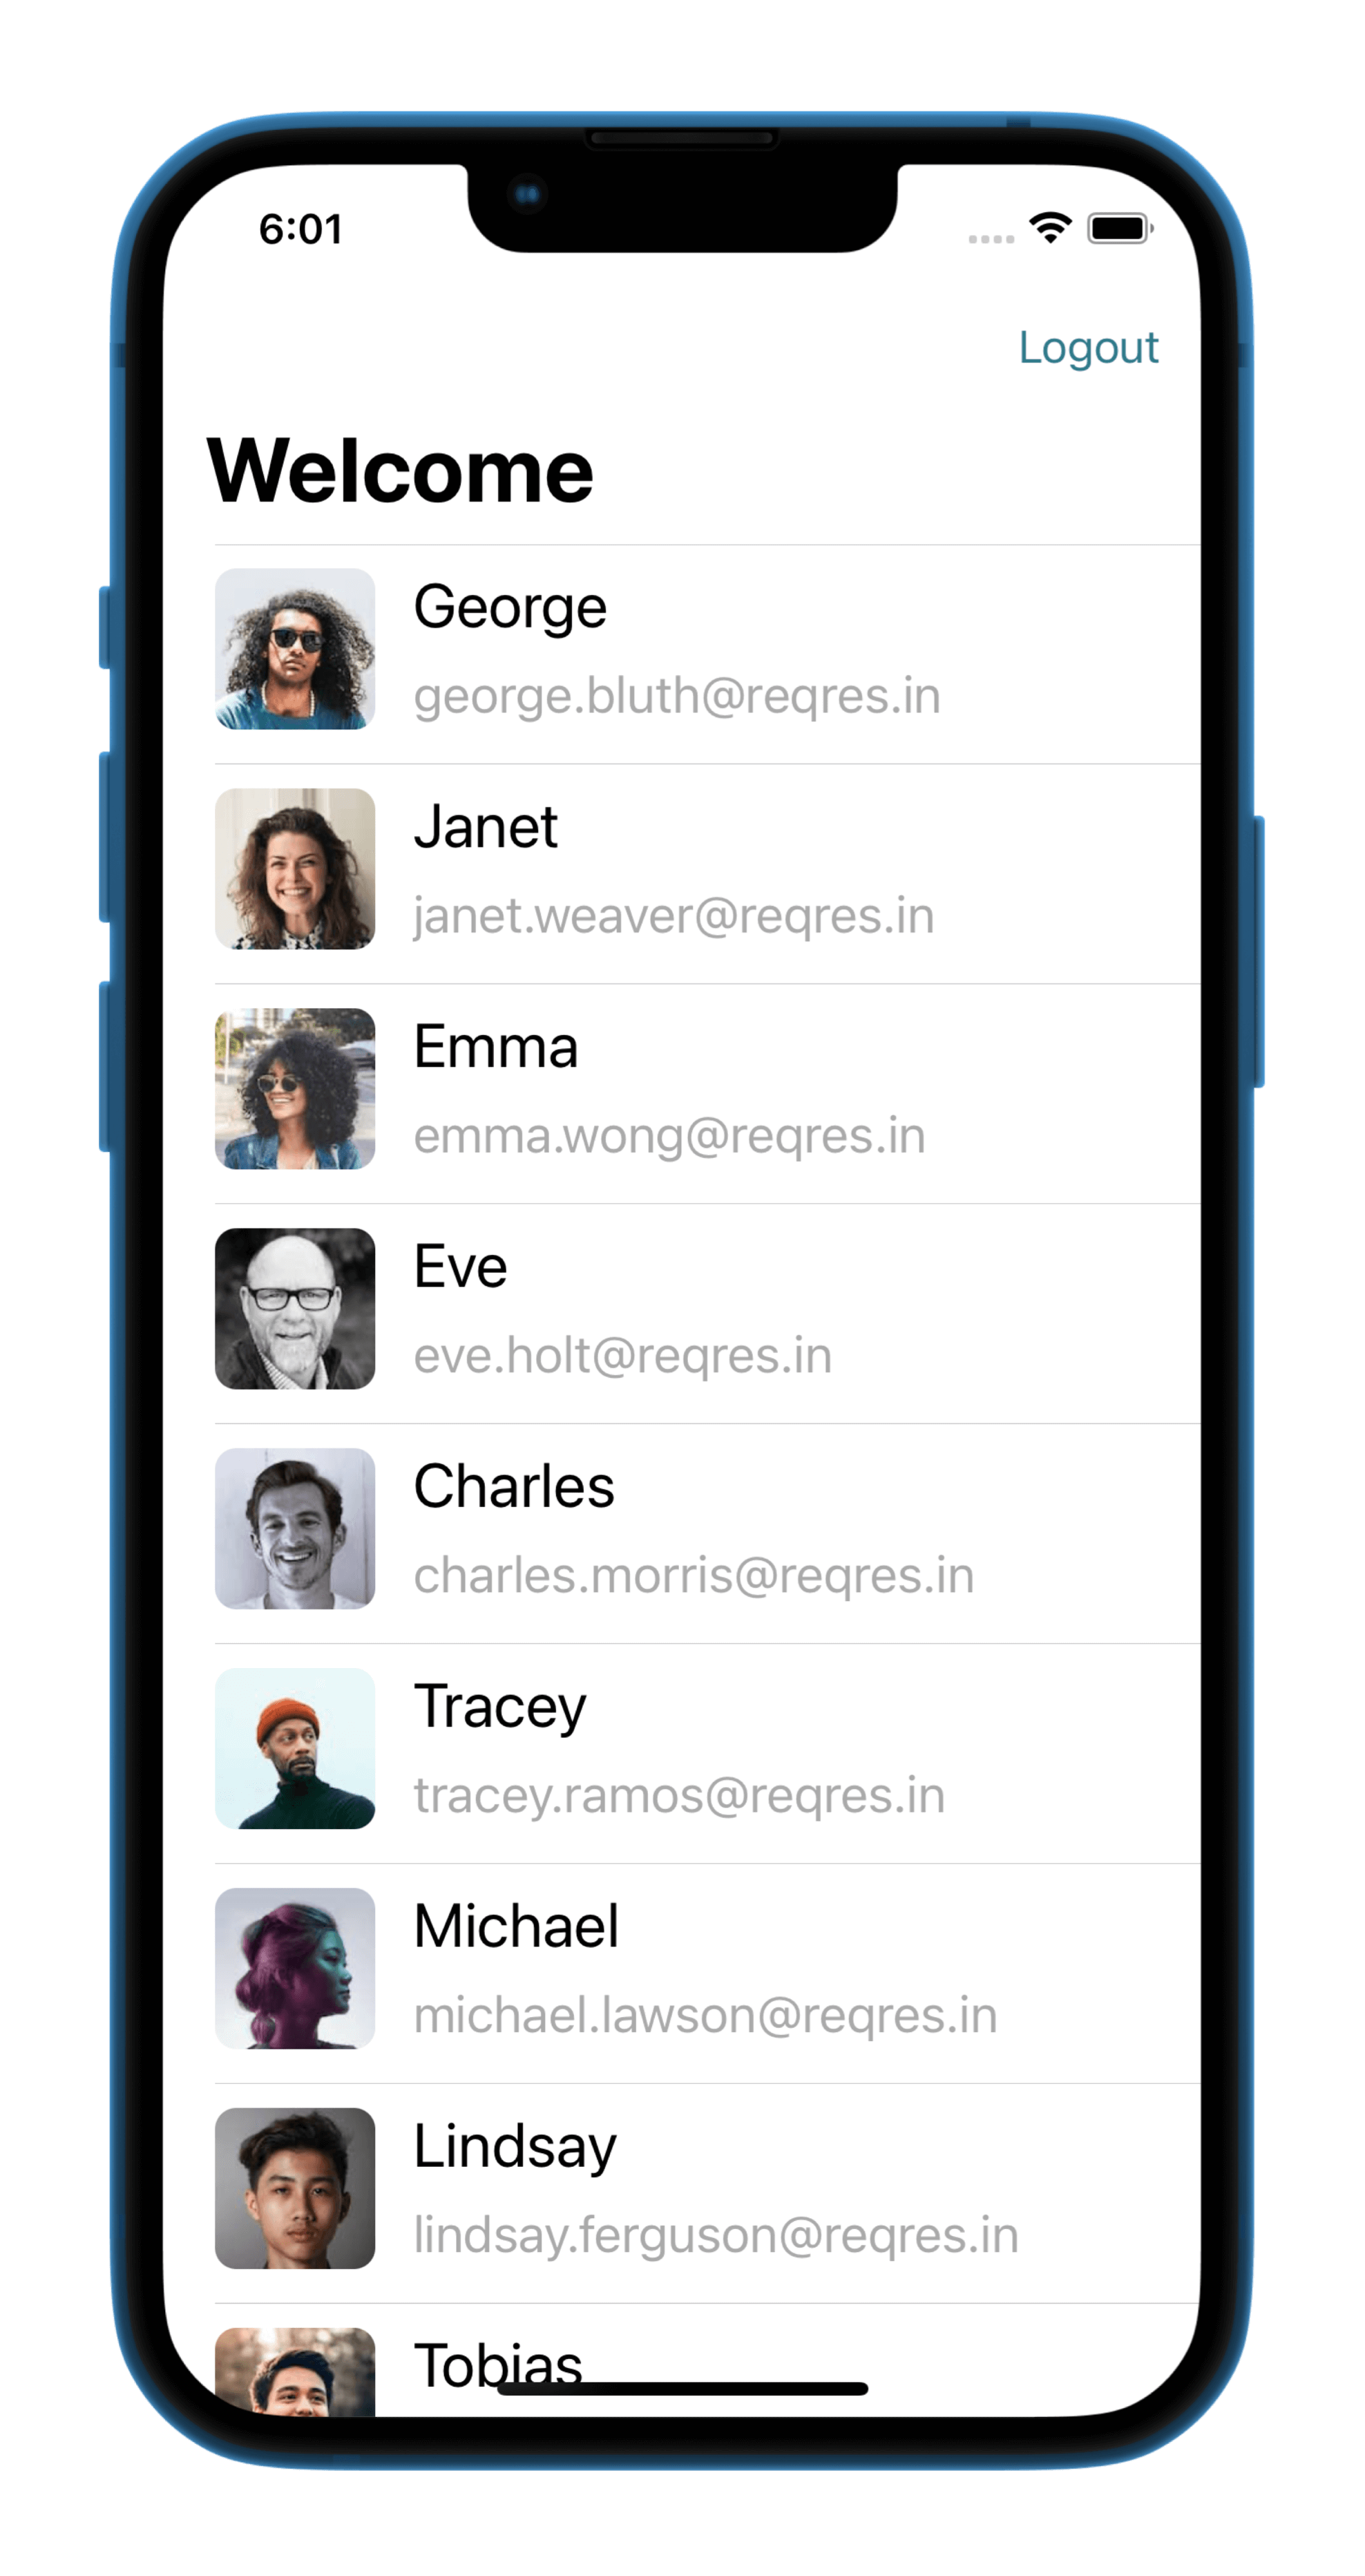 6:01
Logout
Welcome
George
george.bluth@reqres.in
Janet
janet.weaver@reqres.in
Emma
emma.wong@reqres.in
Eve
eve.holt@reqres.in
Charles
charles.morris@reqres.in
Tracey
tracey.ramos@reqres.in
Michael
michael.lawson@reqres.in
Lindsay
lindsay.ferguson@reqres.in
Tobias